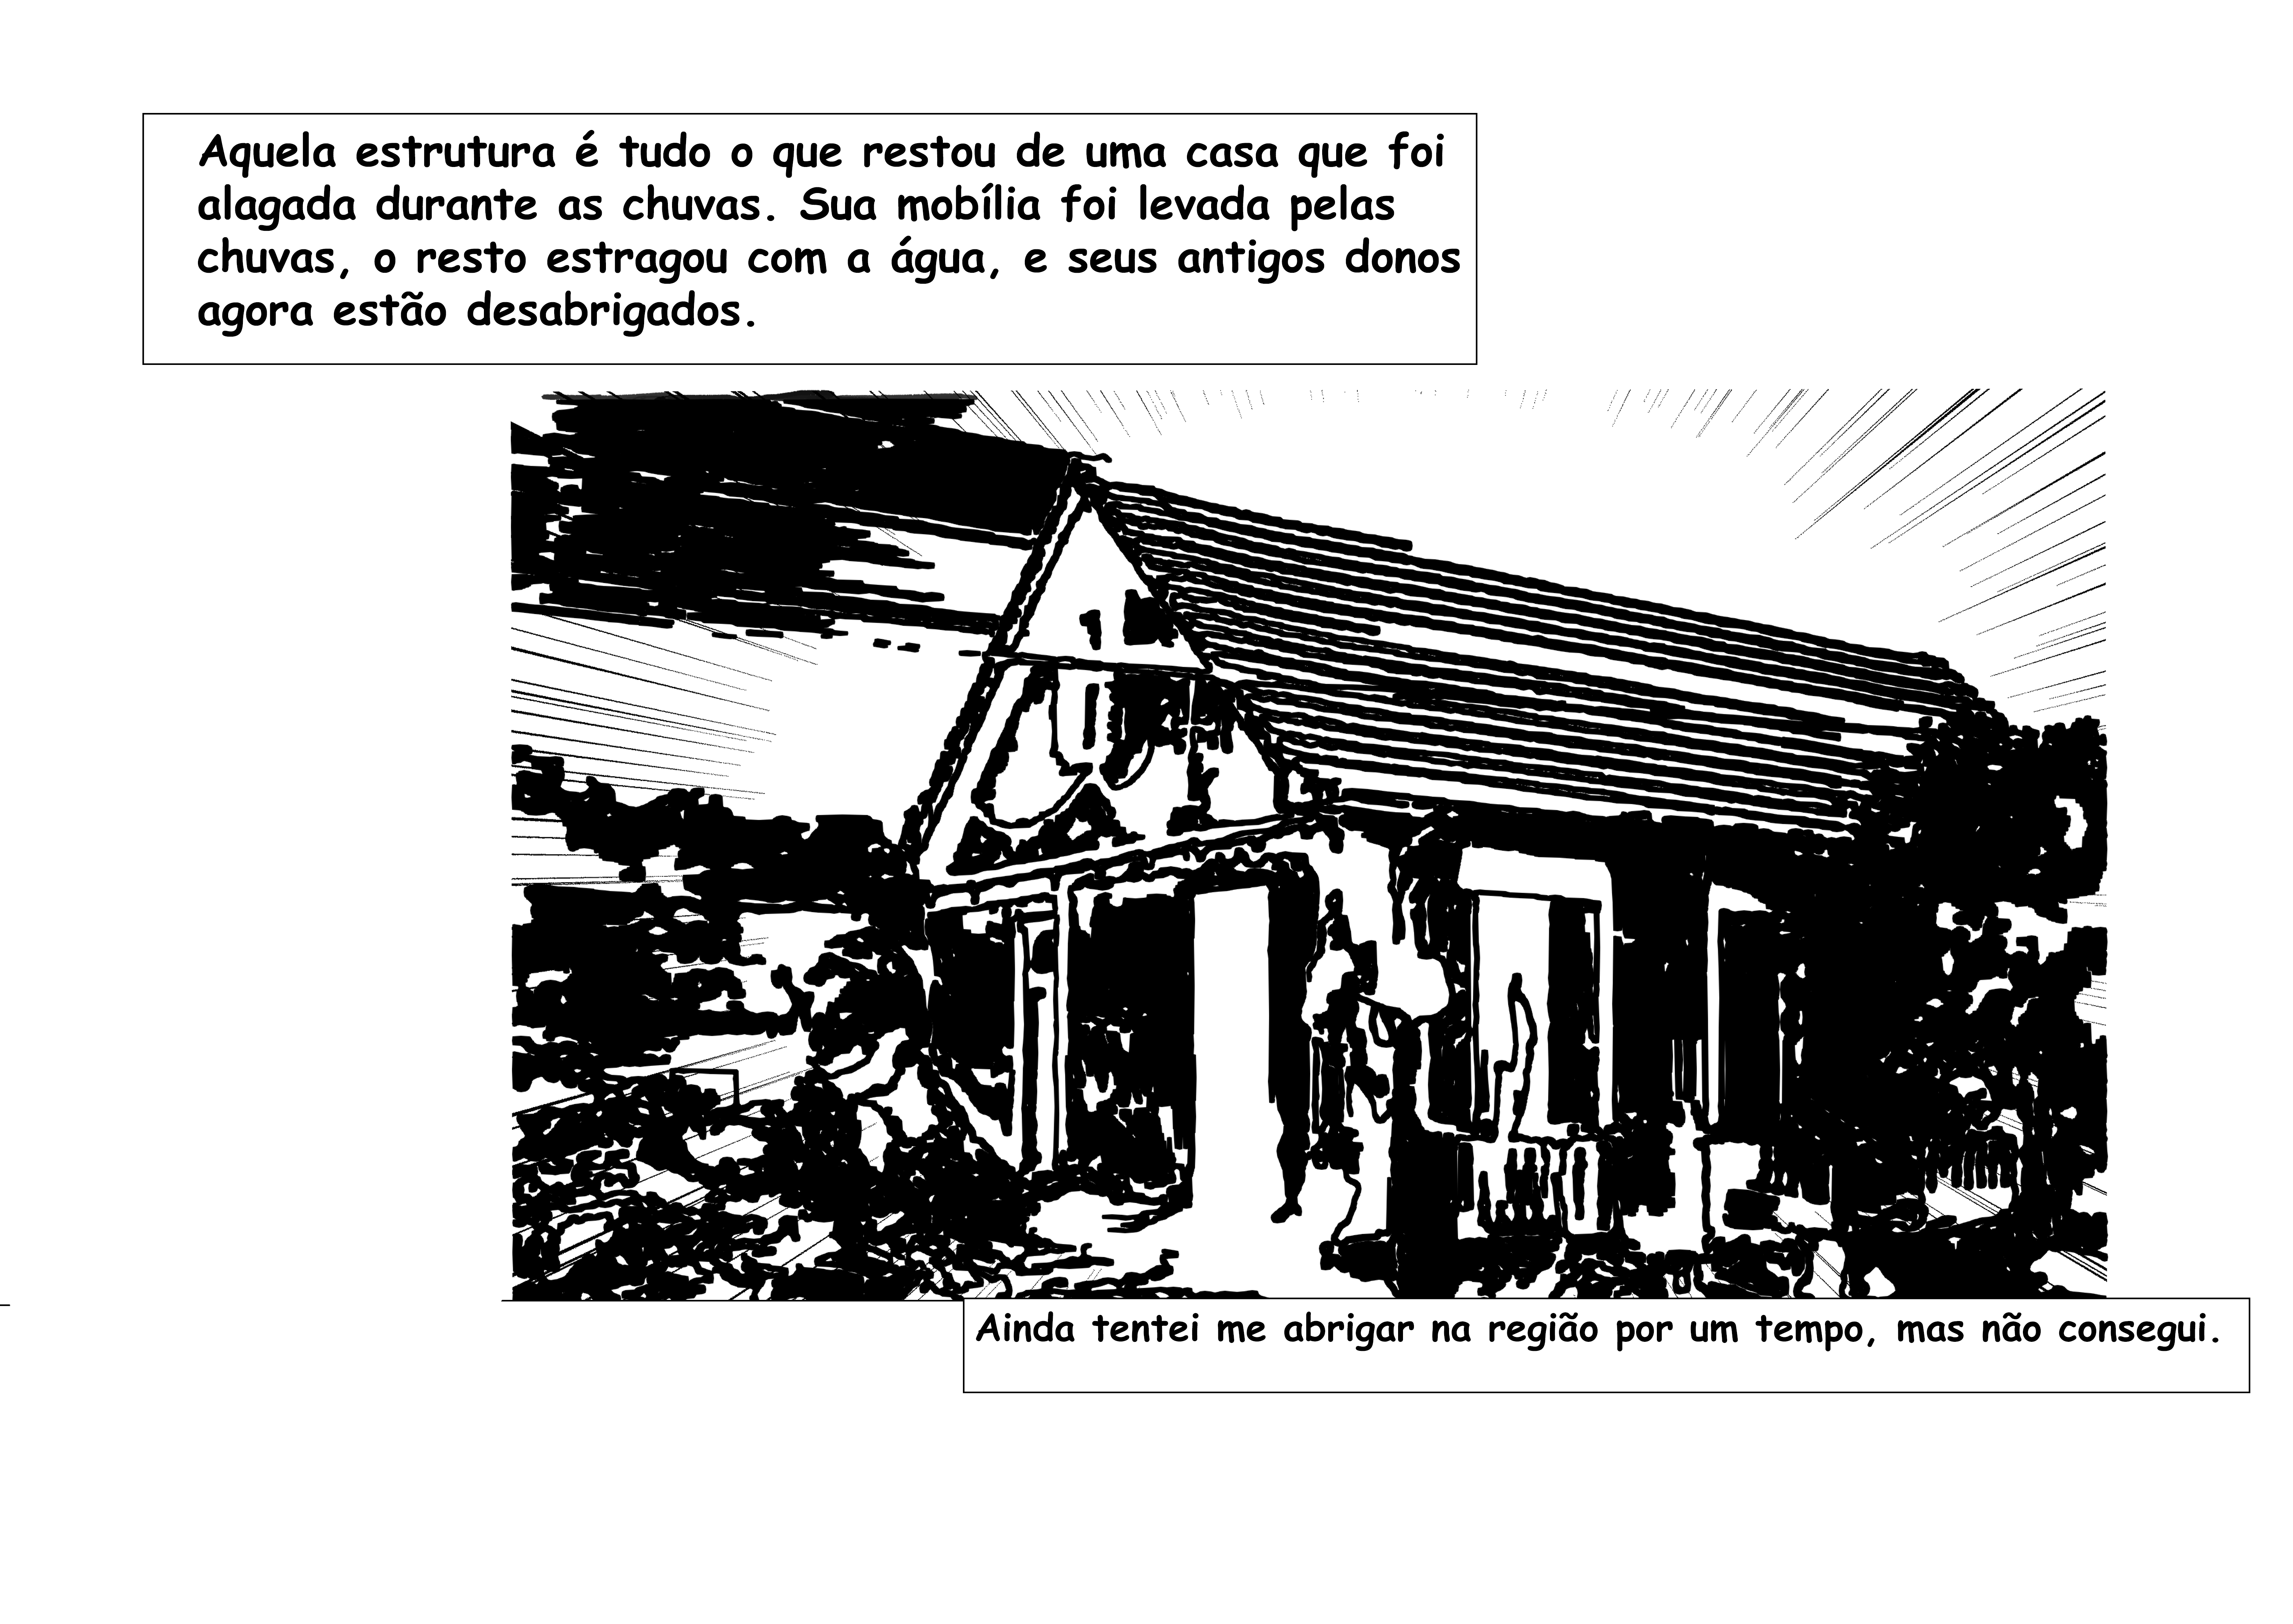 Aquela estrutura é tudo o que restou de uma casa que foi
alagada durante as chuvas. Sua mobília foi levada pelas
chuvas, o resto estragou com a água, e seus antigos donos
agora estão desabrigados.
Ainda tentei me abrigar na região por um tempo, mas não consegui.